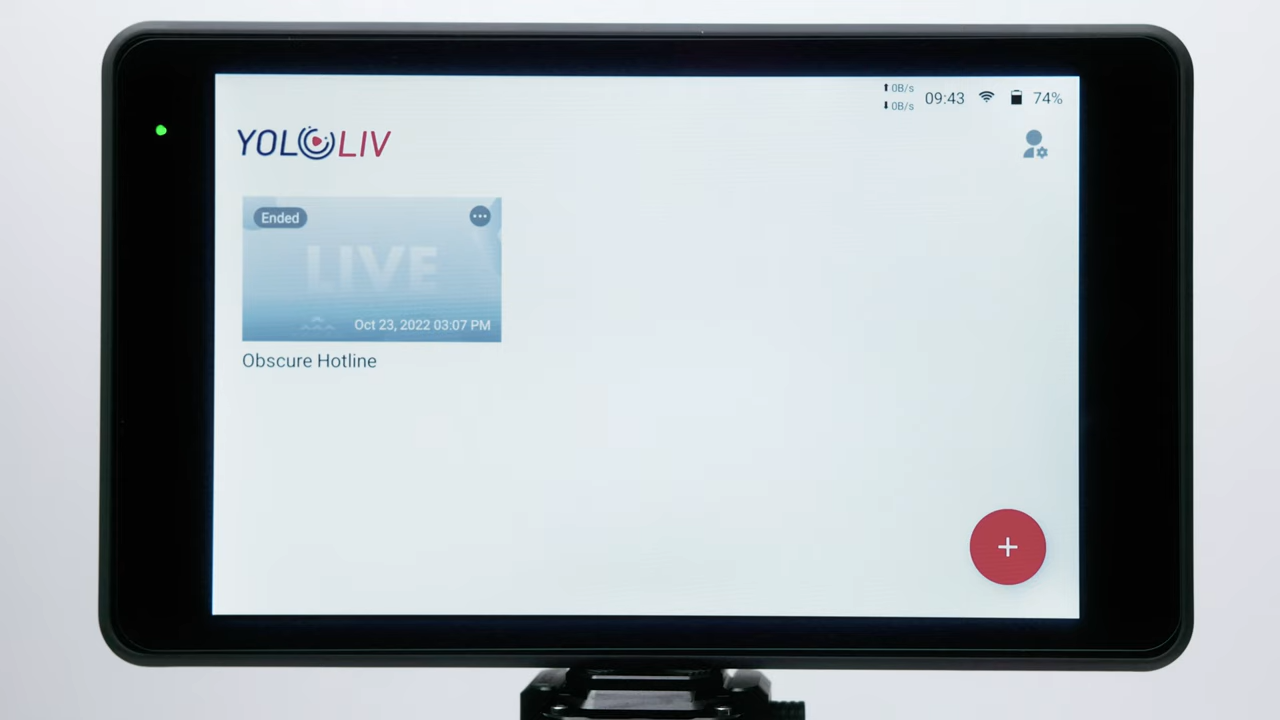 0B/s
0B/s
09:43
74%
YOLOLIV
Ended
LIVE
Oct 23, 2022 03:07 PM
Obscure Hotline